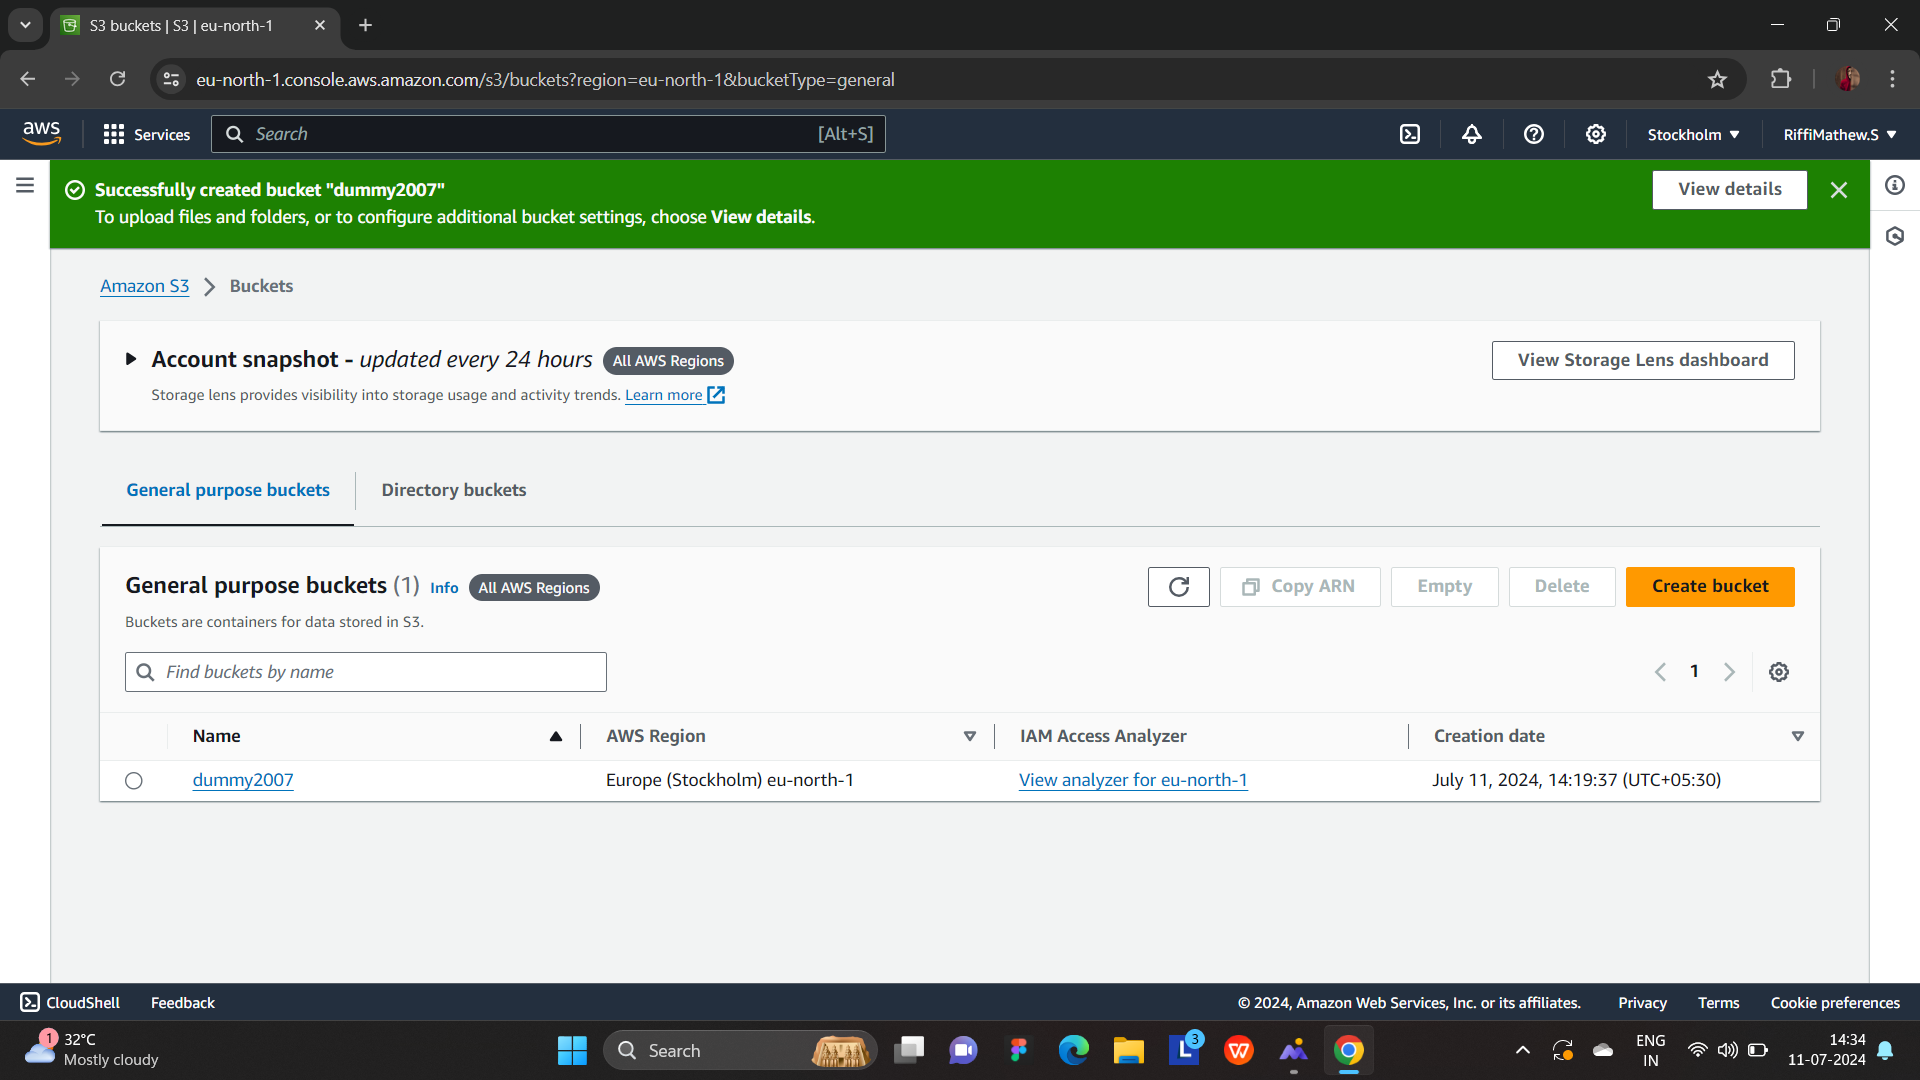 S3 buckets | S3 | eu-north-1
eu-north-1.console.aws.amazon.com/s3/buckets?region=eu-north-1&bucketType=general
aws
Services
Search
[Alt+S]
Stockholm
RiffiMathew.S
Successfully created bucket "dummy2007"
To upload files and folders, or to configure additional bucket settings, choose View details.
View details
Amazon S3 > Buckets
Account snapshot - updated every 24 hours All AWS Regions
Storage lens provides visibility into storage usage and activity trends. Learn more
View Storage Lens dashboard
General purpose buckets
Directory buckets
General purpose buckets (1) Info All AWS Regions
Buckets are containers for data stored in S3.
Copy ARN
Empty
Delete
Create bucket
Find buckets by name
1
Name
AWS Region
IAM Access Analyzer
Creation date
dummy2007
Europe (Stockholm) eu-north-1
View analyzer for eu-north-1
July 11, 2024, 14:19:37 (UTC+05:30)
CloudShell
Feedback
© 2024, Amazon Web Services, Inc. or its affiliates.
Privacy
Terms
Cookie preferences
1
32°C
Mostly cloudy
Search
L
3
W
ENG
IN
14:34
11-07-2024